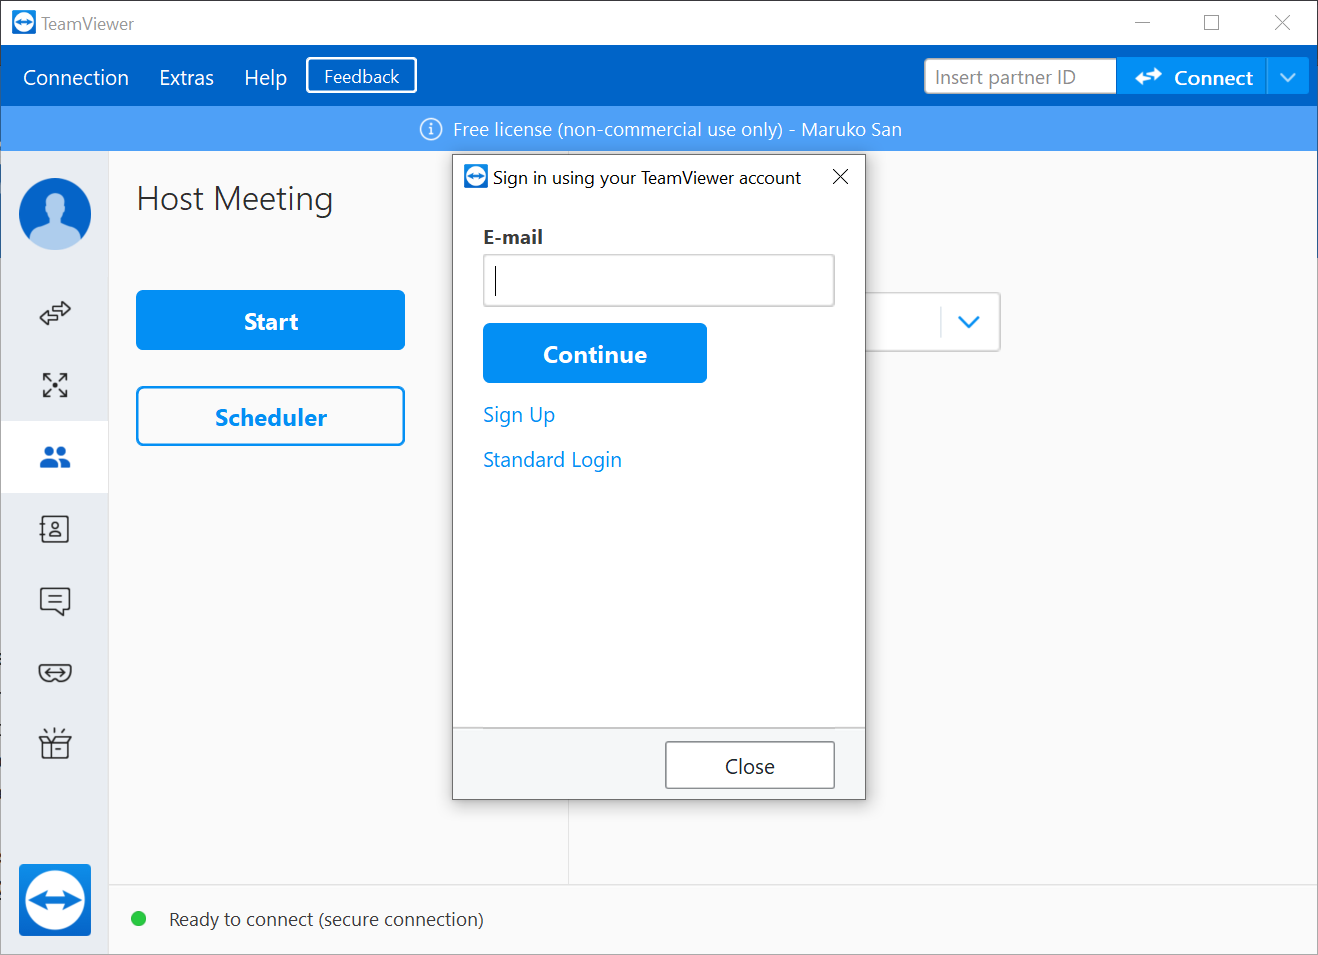 TeamViewer
Connection Extras Help Feedback Insert partner ID Connect
Free license (non-commercial use only) - Maruko San
Host Meeting
Start
Scheduler
Sign in using your TeamViewer account
E-mail
Continue
Sign Up
Standard Login
Close
Ready to connect (secure connection)